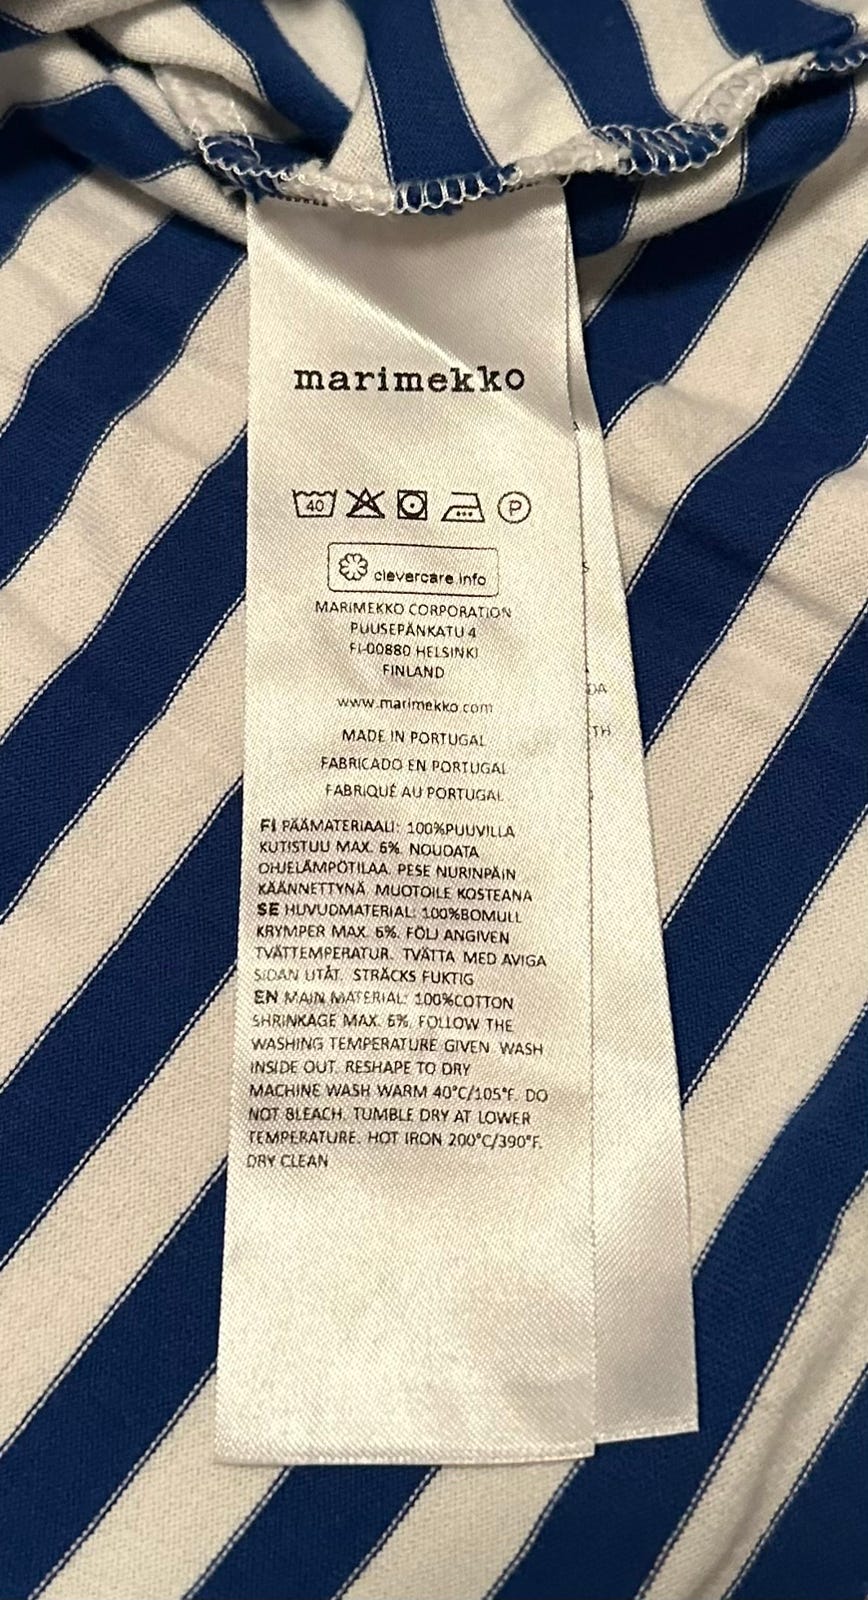 marimekko
40 P
clevercare.info
MARIMEKKO CORPORATION
PUUSEPÄNKATU 4
FI-00880 HELSINKI
FINLAND
www.marimekko.com
MADE IN PORTUGAL
FABRICADO EN PORTUGAL
FABRIQUÉ AU PORTUGAL
FI PÄÄMATERIAALI: 100%PUUVILLA
KUTISTUU MAX. 6%. NOUDATA
OHJELÄMPÖTILAA. PESE NURINPÄIN
KÄÄNNETTYNÄ. MUOTOILE KOSTEANA
SE HUVUDMATERIAL: 100%BOMULL
KRYMPER MAX. 6%. FÖLJ ANGIVEN
TVÄTTEMPERATUR. TVÄTTA MED AVIGA
SIDAN UTÅT. STRÄCKS FUKTIG
EN MAIN MATERIAL: 100%COTTON
SHRINKAGE MAX. 6%. FOLLOW THE
WASHING TEMPERATURE GIVEN. WASH
INSIDE OUT. RESHAPE TO DRY
MACHINE WASH WARM 40°C/105°F. DO
NOT BLEACH. TUMBLE DRY AT LOWER
TEMPERATURE. HOT IRON 200°C/390°F.
DRY CLEAN
DA
TH